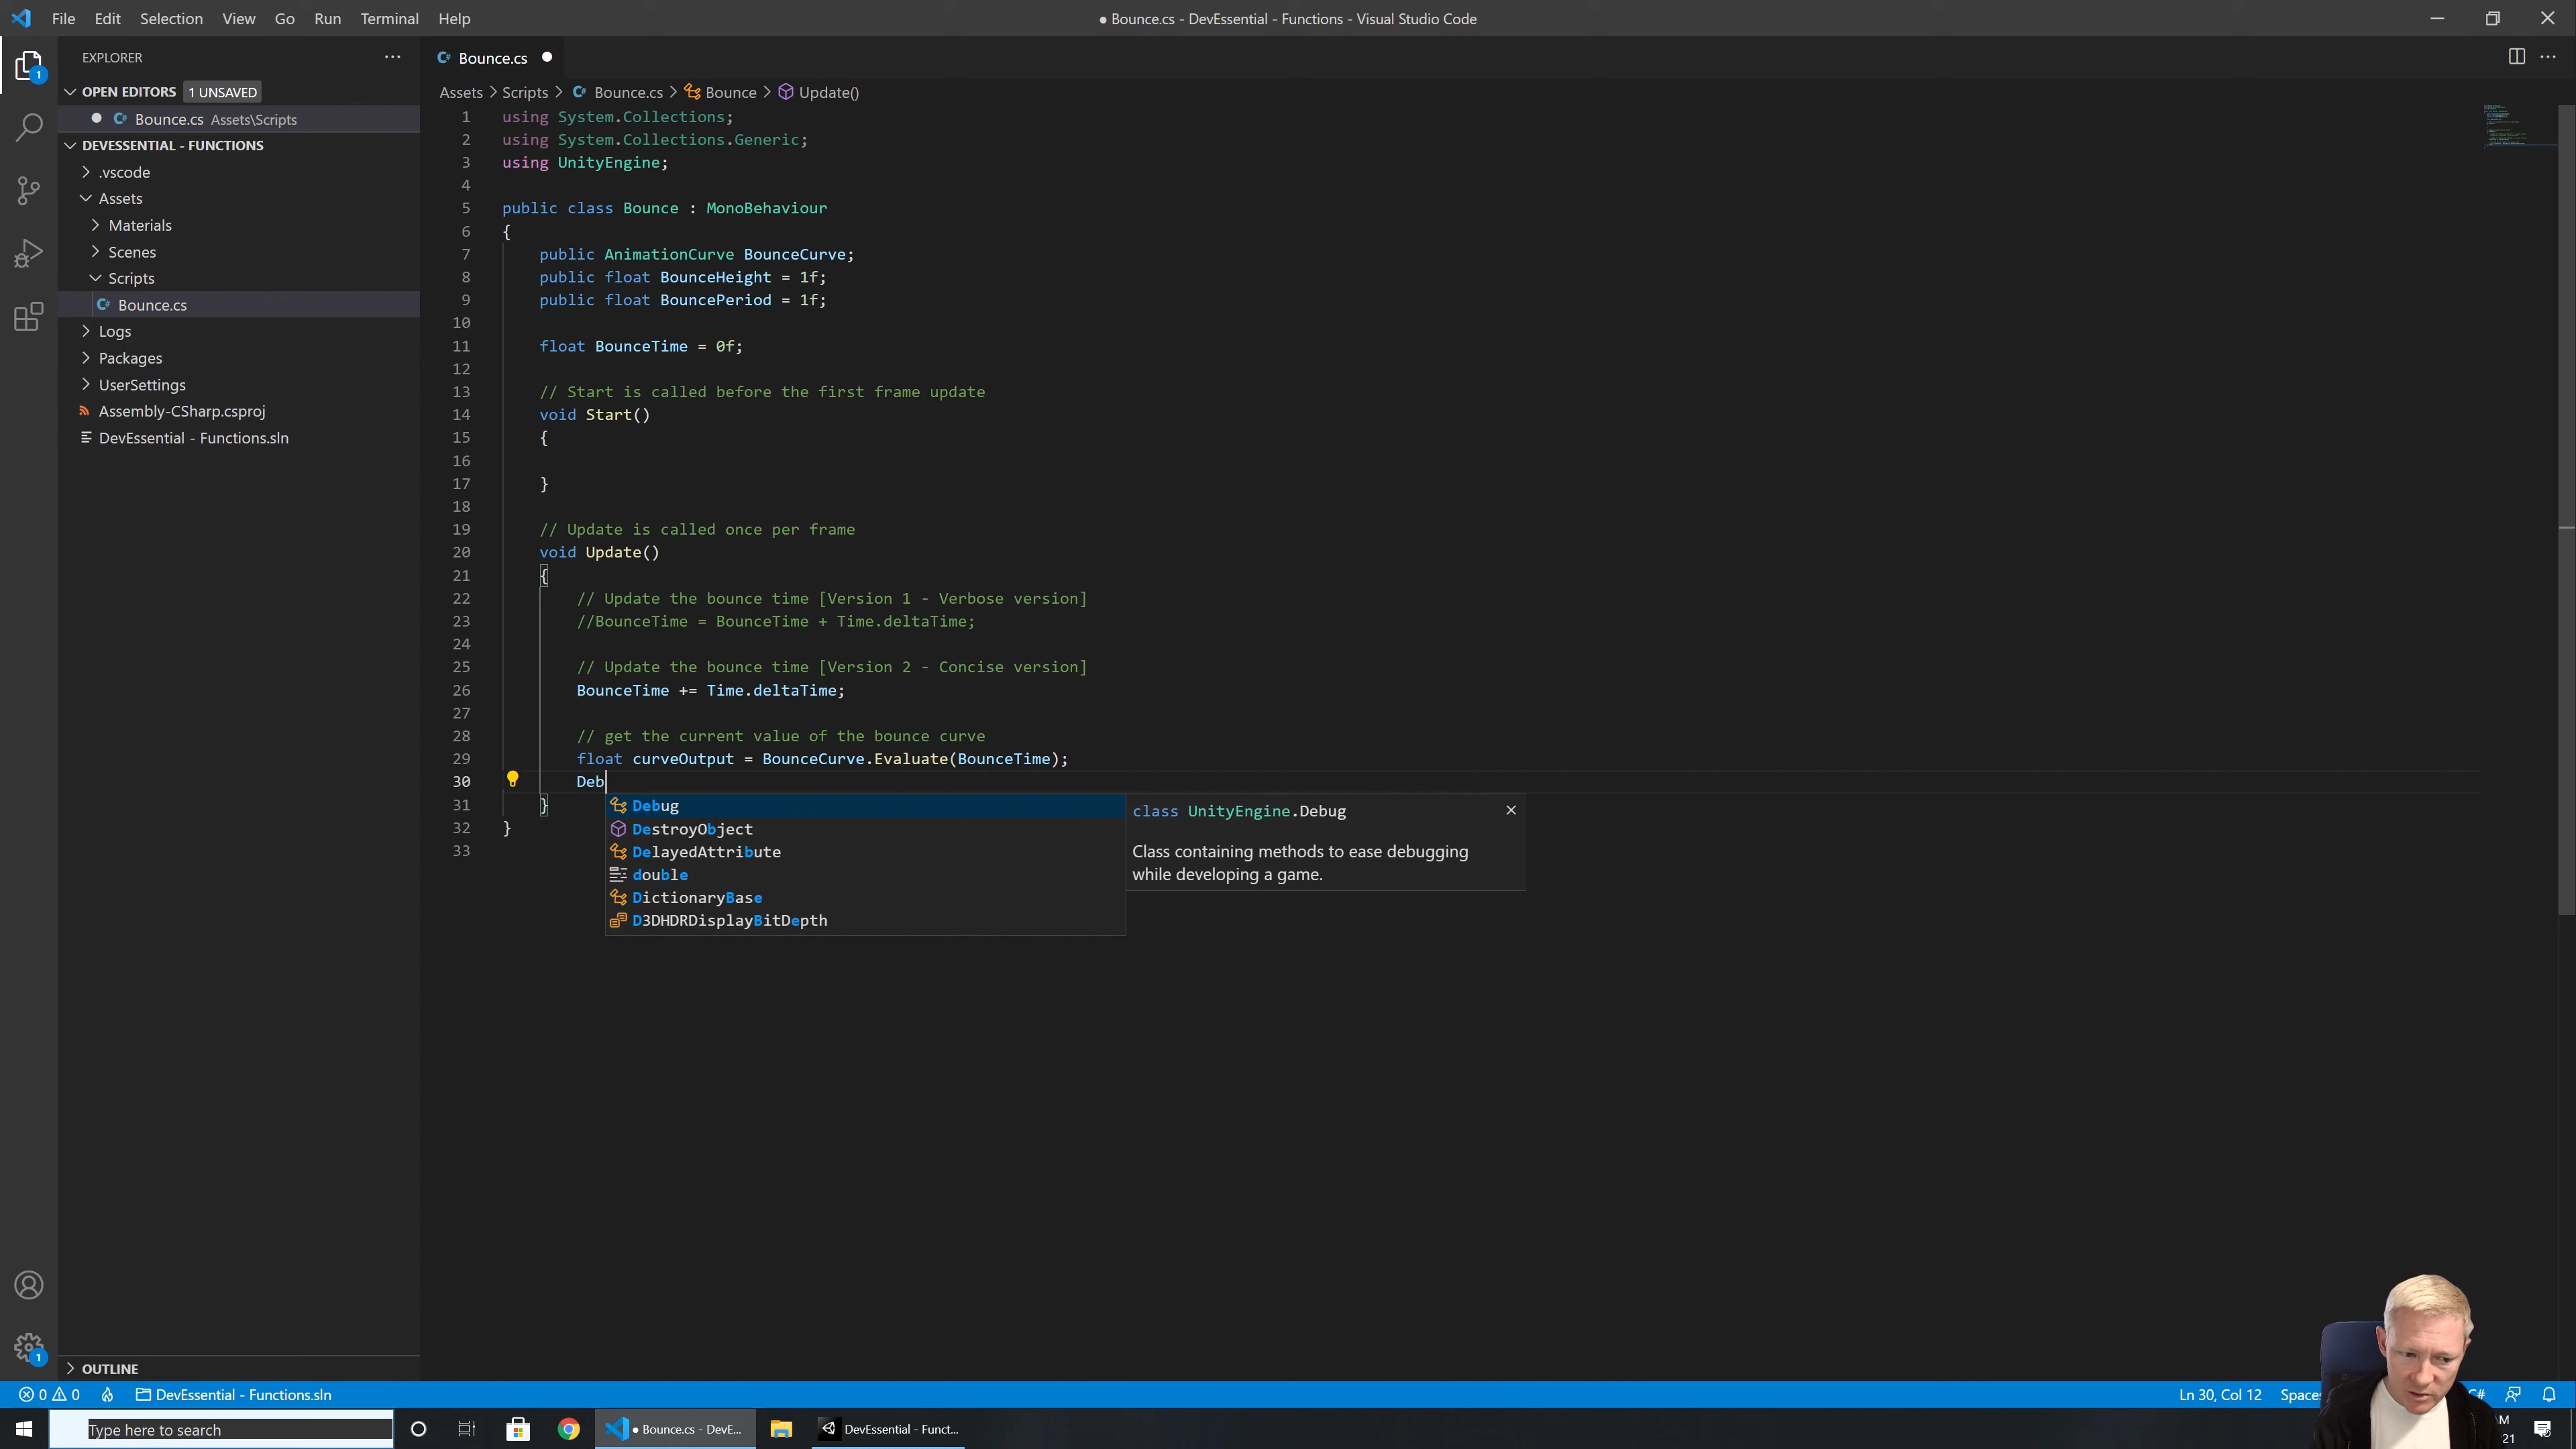 File Edit Selection View Go Run Terminal Help
● Bounce.cs - DevEssential - Functions - Visual Studio Code
EXPLORER
OPEN EDITORS 1 UNSAVED
Bounce.cs Assets\Scripts
DEVESSENTIAL - FUNCTIONS
.vscode
Assets
Materials
Scenes
Scripts
Bounce.cs
Logs
Packages
UserSettings
Assembly-CSharp.csproj
DevEssential - Functions.sln
OUTLINE
1
1
Bounce.cs
Assets > Scripts > Bounce.cs > Bounce > Update()
1 using System.Collections;
2 using System.Collections.Generic;
3 using UnityEngine;
4
5 public class Bounce : MonoBehaviour
6 {
7 public AnimationCurve BounceCurve;
8 public float BounceHeight = 1f;
9 public float BouncePeriod = 1f;
10
11 float BounceTime = 0f;
12
13 // Start is called before the first frame update
14 void Start()
15 {
16
17 }
18
19 // Update is called once per frame
20 void Update()
21 {
22 // Update the bounce time [Version 1 - Verbose version]
23 //BounceTime = BounceTime + Time.deltaTime;
24
25 // Update the bounce time [Version 2 - Concise version]
26 BounceTime += Time.deltaTime;
27
28 // get the current value of the bounce curve
29 float curveOutput = BounceCurve.Evaluate(BounceTime);
30 Deb
31 }
32 }
33
Debug
DestroyObject
DelayedAttribute
double
DictionaryBase
D3DHDRDisplayBitDepth
class UnityEngine.Debug
Class containing methods to ease debugging
while developing a game.
0 0 DevEssential - Functions.sln
Ln 30, Col 12
Type here to search
● Bounce.cs - DevE...
DevEssential - Funct...
M
21